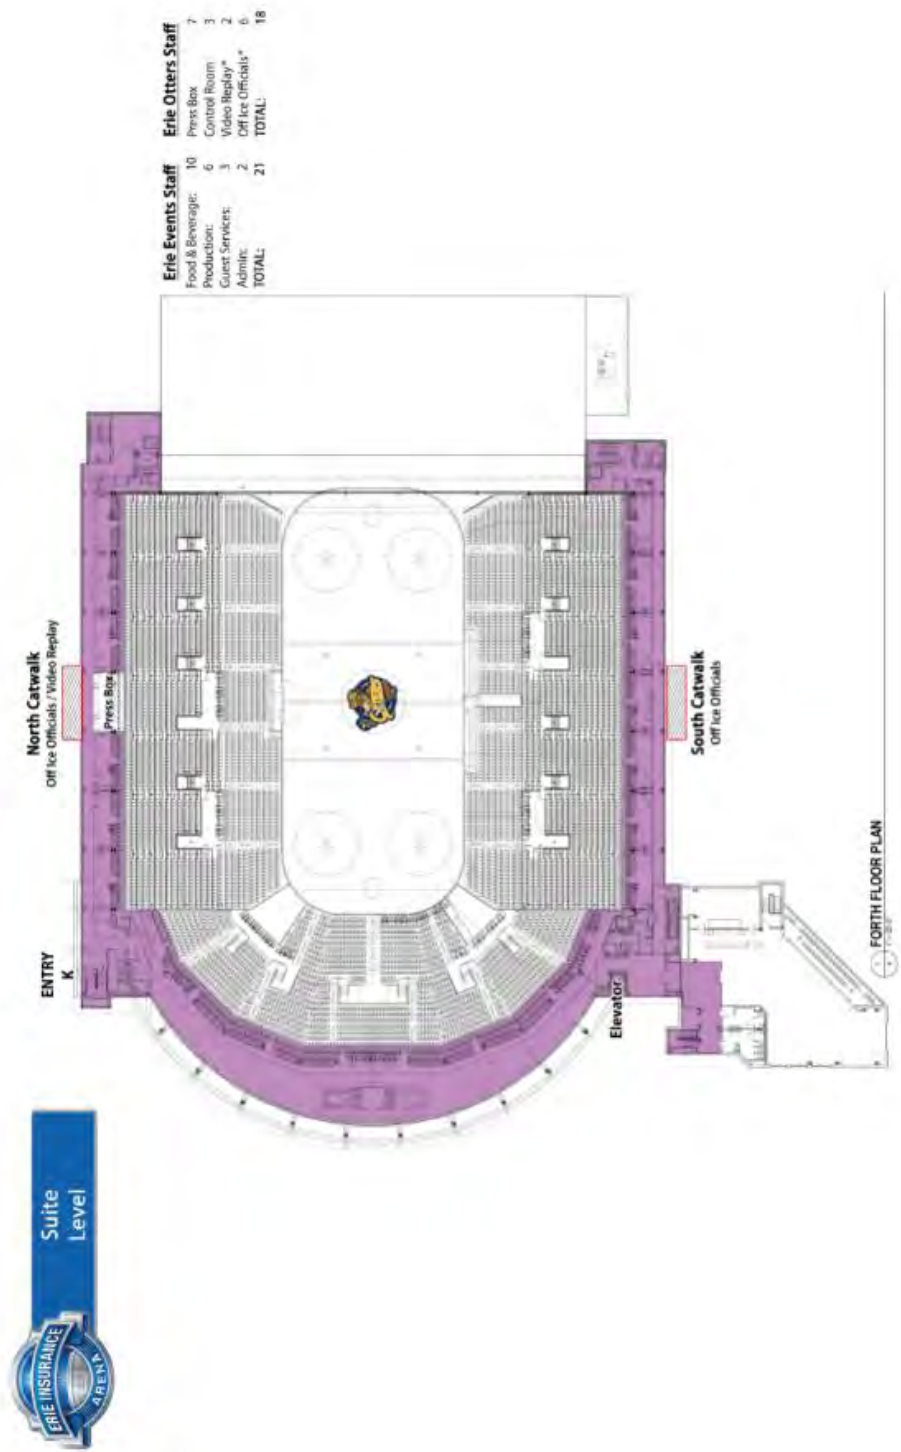 ERIE INSURANCE
ARENA
Suite
Level
ENTRY
K
North Catwalk
Off Ice Officials / Video Replay
Press Box
Elevator
South Catwalk
Off Ice Officials
Erie Events Staff
Food & Beverage: 10
Production: 6
Guest Services: 3
Admin: 2
TOTAL: 21
Erie Otters Staff
Press Box 7
Control Room 3
Video Replay* 2
Off Ice Officials* 6
TOTAL: 18
FORTH FLOOR PLAN